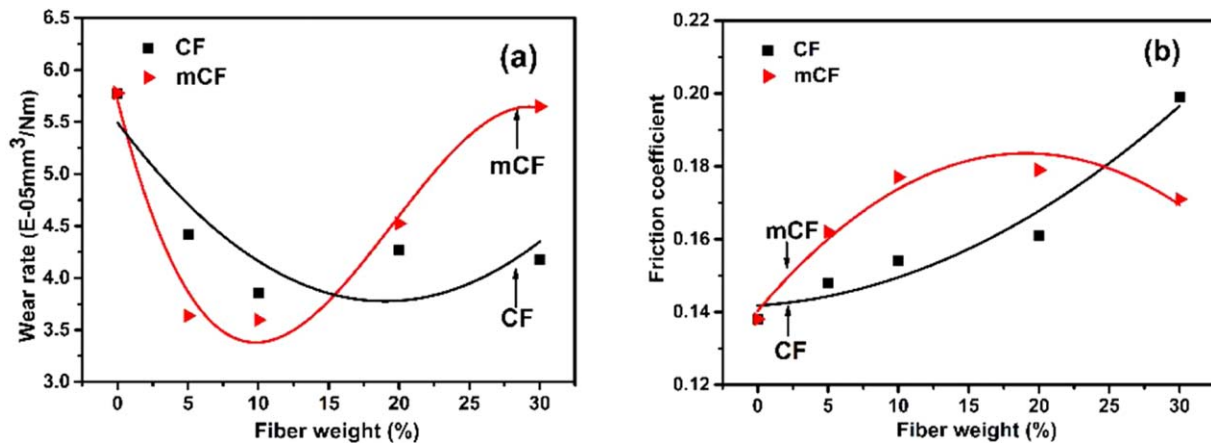 6.5
6.0
5.5
5.0
4.5
4.0
3.5
3.0
Wear rate (E-05mm³/Nm)
CF
mCF
(a)
mCF
CF
0 5 10 15 20 25 30
Fiber weight (%)
0.22
0.20
0.18
0.16
0.14
0.12
Friction coefficient
CF
mCF
(b)
mCF
CF
0 5 10 15 20 25 30
Fiber weight (%)